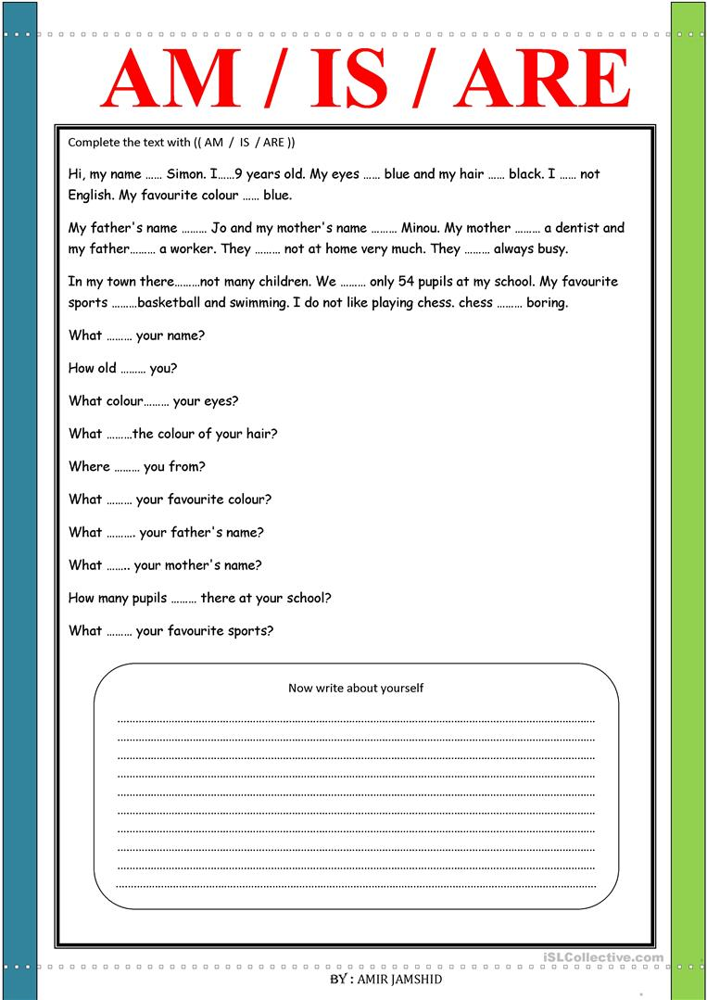 AM / IS / ARE
Complete the text with (( AM / IS / ARE ))
Hi, my name …… Simon. I……9 years old. My eyes …… blue and my hair …… black. I …… not
English. My favourite colour …… blue.
My father's name ……… Jo and my mother's name ……… Minou. My mother ……… a dentist and
my father……… a worker. They ……… not at home very much. They ……… always busy.
In my town there………not many children. We ……… only 54 pupils at my school. My favourite
sports ………basketball and swimming. I do not like playing chess. chess ……… boring.
What ……… your name?
How old ……… you?
What colour……… your eyes?
What ………the colour of your hair?
Where ……… you from?
What ……… your favourite colour?
What ………. your father's name?
What …….. your mother's name?
How many pupils ……… there at your school?
What ……… your favourite sports?
Now write about yourself
iSLCollective.com
BY : AMIR JAMSHID